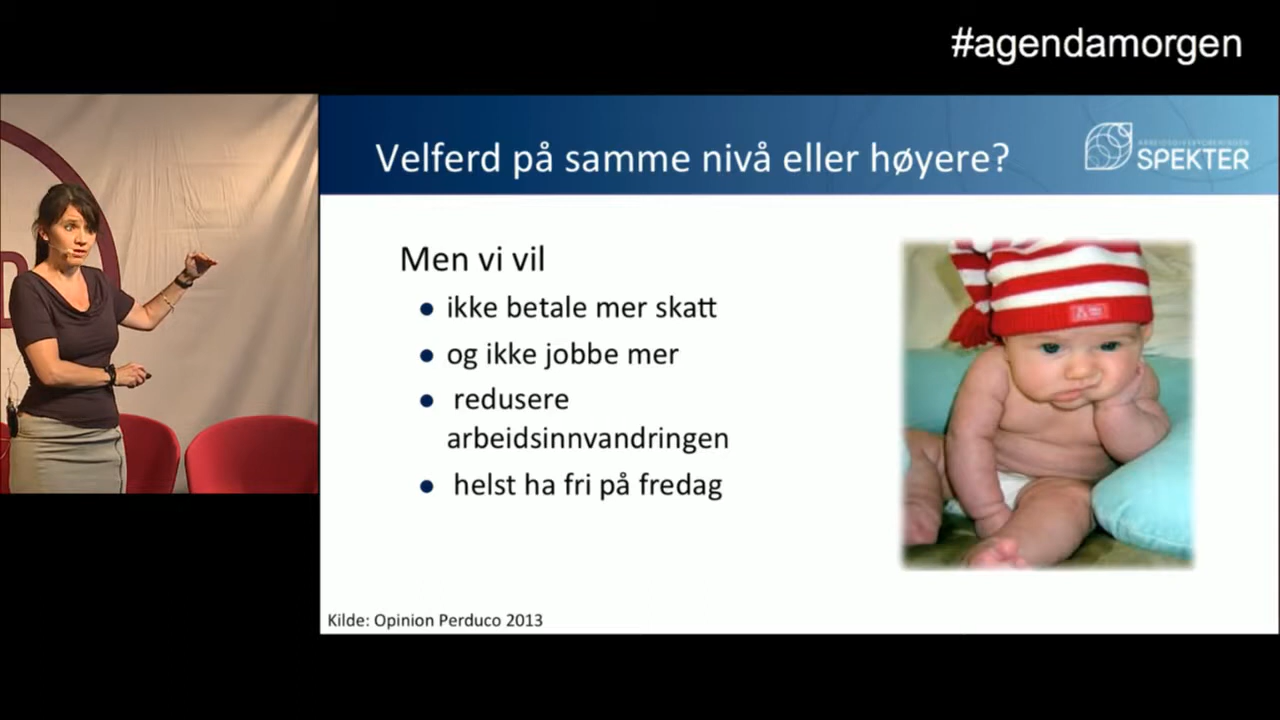 #agendamorgen
Velferd på samme nivå eller høyere?
ARBEIDSGIVERFORENINGEN
SPEKTER
Men vi vil
● ikke betale mer skatt
● og ikke jobbe mer
● redusere
arbeidsinnvandringen
● helst ha fri på fredag
Kilde: Opinion Perduco 2013